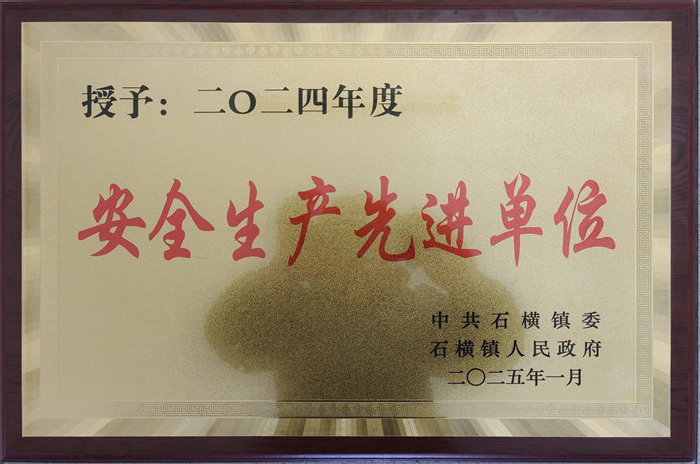 授予：二〇二四年度
安全生产先进单位
中共石横镇委
石横镇人民政府
二〇二五年一月